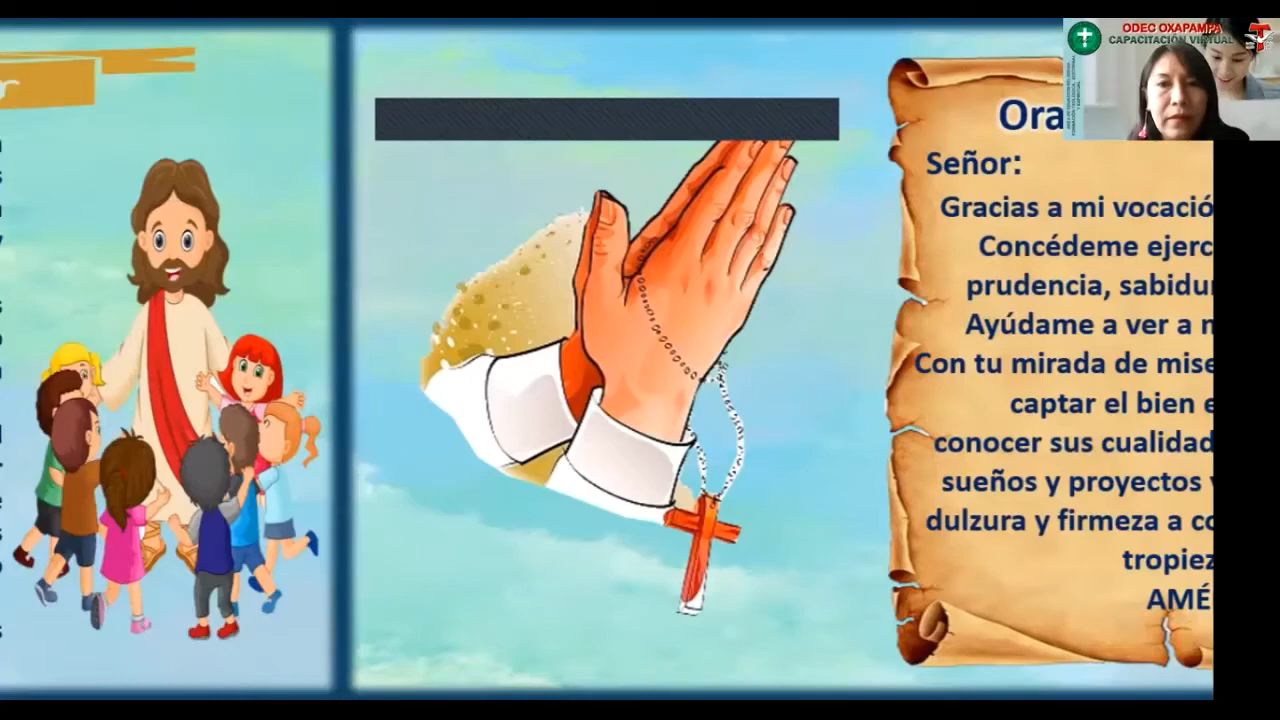 ODEC OXAPAMPA
CAPACITACIÓN VIRTUAL
r
Ora
Señor:
Gracias a mi vocació
Concédeme ejerc
prudencia, sabidu
Ayúdame a ver a
Con tu mirada de mise
captar el bien e
conocer sus cualidad
sueños y proyectos
dulzura y firmeza a co
tropiez
AMÉ